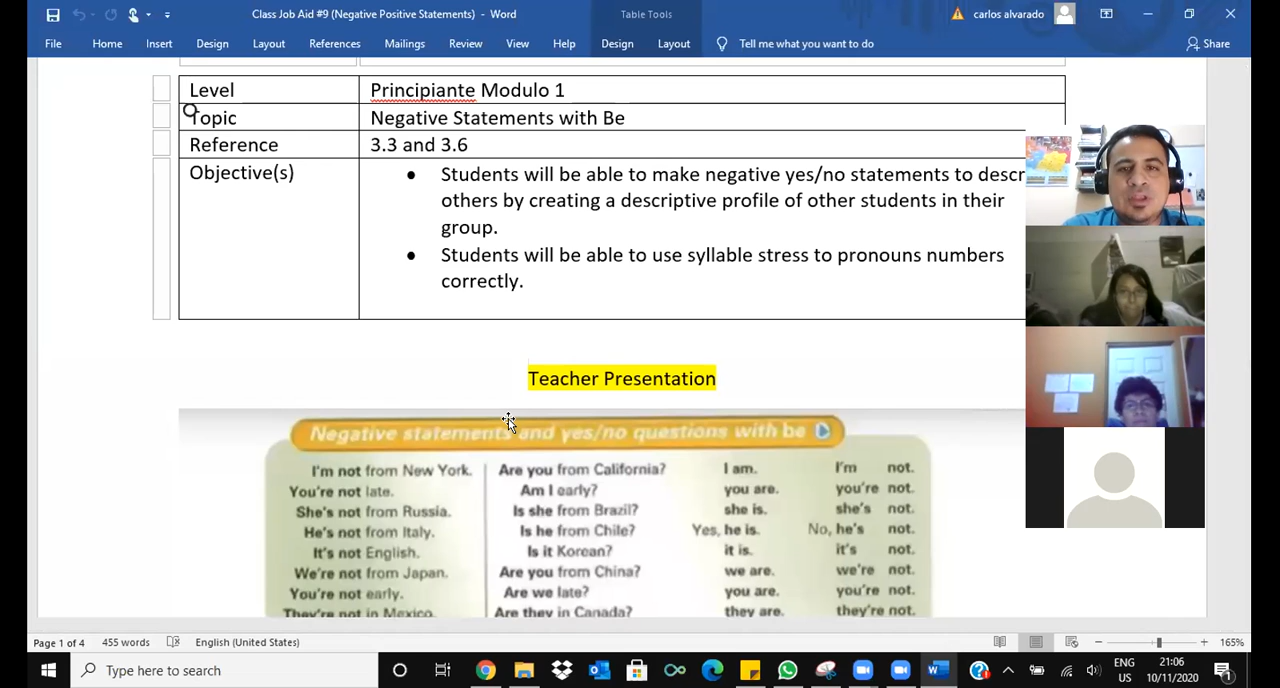 Class Job Aid #9 (Negative Positive Statements) - Word
Table Tools
carlos alvarado
File Home Insert Design Layout References Mailings Review View Help Design Layout Tell me what you want to do Share
Level Principiante Modulo 1
Topic Negative Statements with Be
Reference 3.3 and 3.6
Objective(s) • Students will be able to make negative yes/no statements to descr
others by creating a descriptive profile of other students in their
group.
• Students will be able to use syllable stress to pronouns numbers
correctly.
Teacher Presentation
Negative statements and yes/no questions with be
I'm not from New York. Are you from California? I am. I'm not.
You're not late. Am I early? you are. you're not.
She's not from Russia. Is she from Brazil? she is. she's not.
He's not from Italy. Is he from Chile? Yes, he is. No, he's not.
It's not English. Is it Korean? it is. it's not.
We're not from Japan. Are you from China? we are. we're not.
You're not early. Are we late? you are. you're not.
They're not in Mexico. Are they in Canada? they are. they're not.
Page 1 of 4 455 words English (United States) 165%
Type here to search
ENG
US
21:06
10/11/2020
1